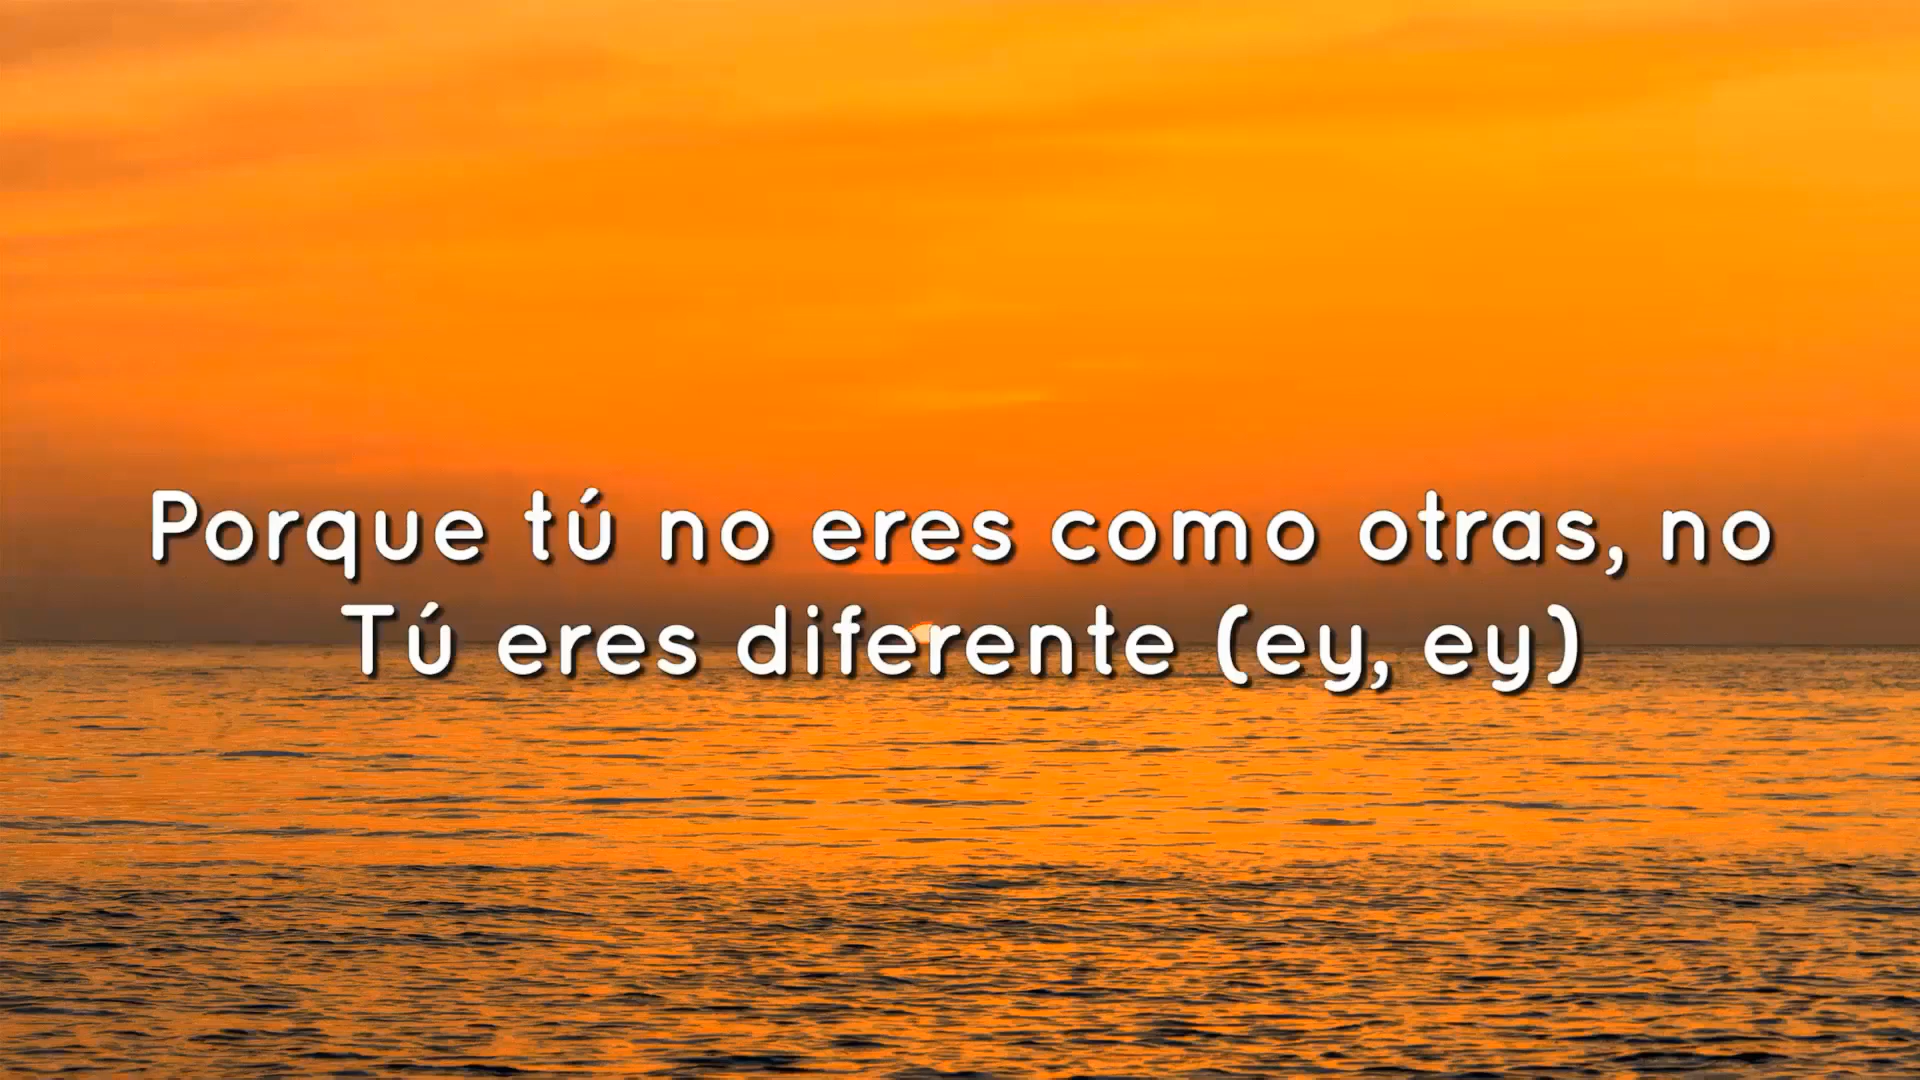 Porque tú no eres como otras, no
Tú eres diferente (ey, ey)